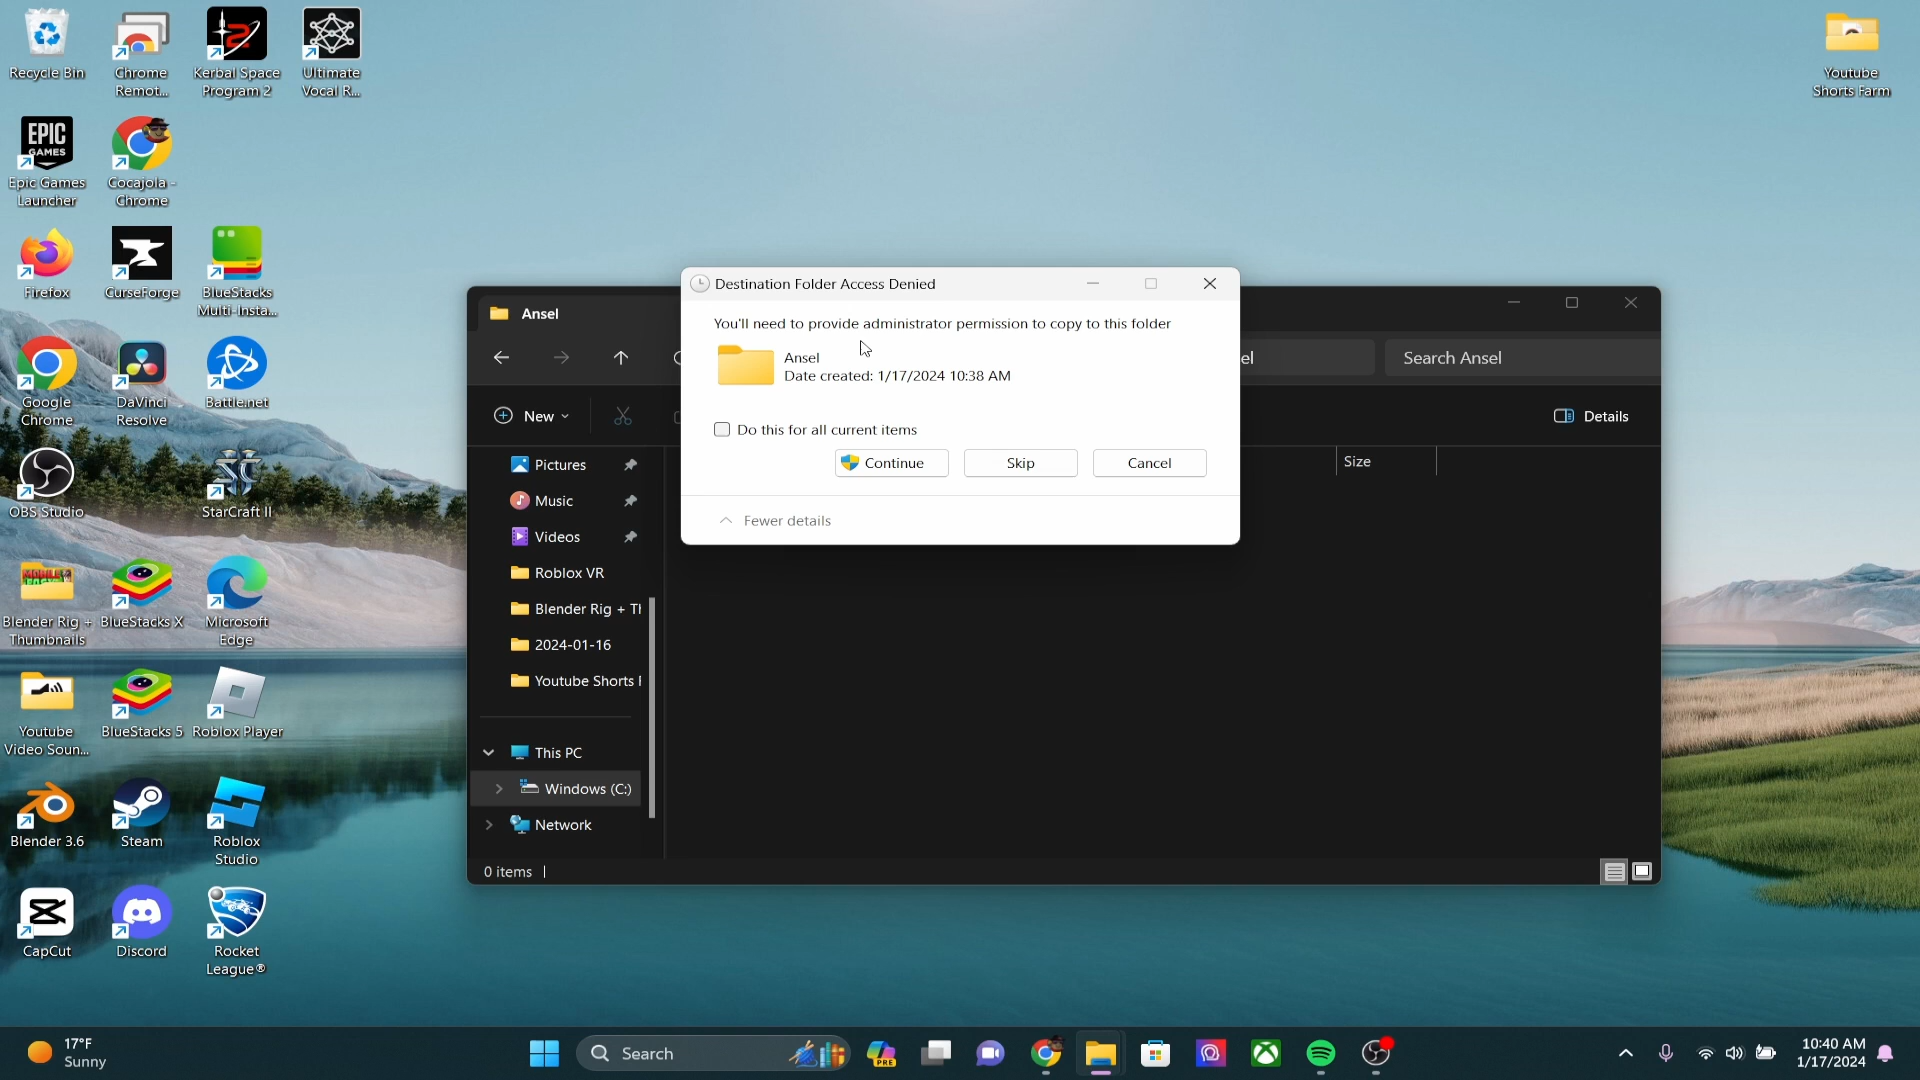 Recycle Bin
Chrome
Remot...
Kerbal Space
Program 2
Ultimate
Vocal R...
Youtube
Shorts Farm
EPIC
GAMES
Epic Games
Launcher
Cocajola -
Chrome
Firefox
CurseForge
BlueStacks
Multi-Insta...
Google
Chrome
DaVinci
Resolve
Battle.net
OBS Studio
StarCraft II
Blender Rig +
Thumbnails
BlueStacks X
Microsoft
Edge
Youtube
Video Soun...
BlueStacks 5
Roblox Player
Blender 3.6
Steam
Roblox
Studio
CapCut
Discord
Rocket
League®
Ansel
el
Search Ansel
New
Details
Size
Pictures
Music
Videos
Roblox VR
Blender Rig + Th
2024-01-16
Youtube Shorts F
This PC
Windows (C:)
Network
0 items
Destination Folder Access Denied
You'll need to provide administrator permission to copy to this folder
Ansel
Date created: 1/17/2024 10:38 AM
Do this for all current items
Continue
Skip
Cancel
Fewer details
17°F
Sunny
Search
PRE
10:40 AM
1/17/2024